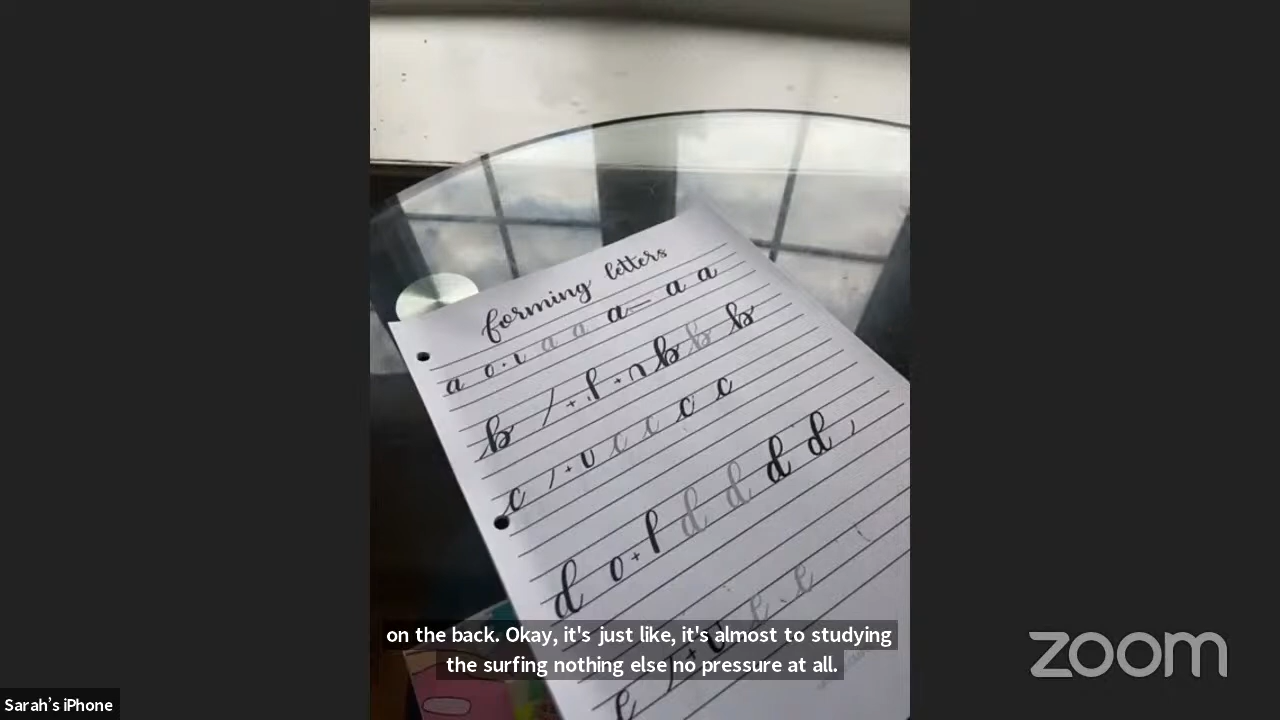 forming letters
a o + ι a a a a a
b / + l + n b b b
c / + υ c c c c
d o + l d d d d
e / + υ e e
on the back. Okay, it's just like, it's almost to studying
the surfing nothing else no pressure at all.
zoom
Sarah's iPhone